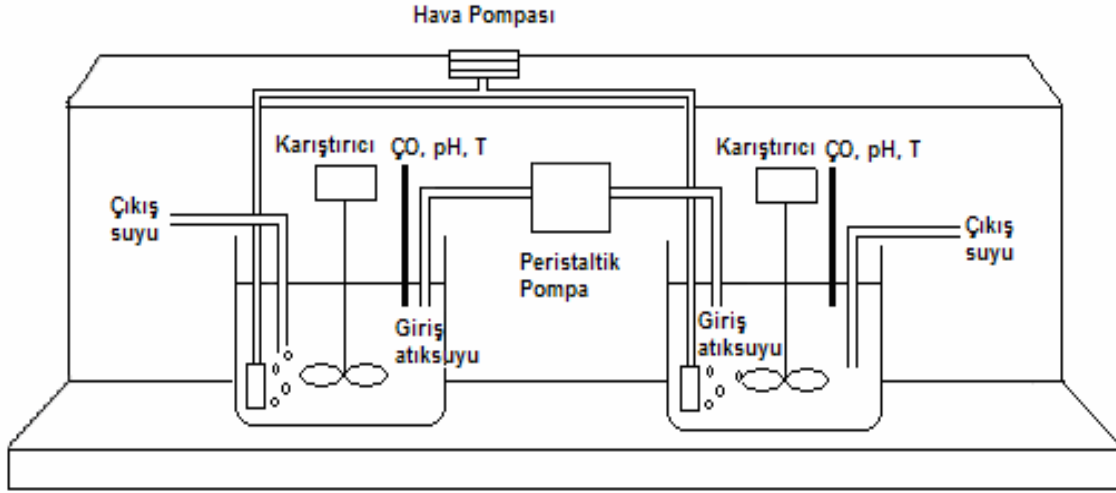 Hava Pompası
Karıştırıcı
ÇO, pH, T
Karıştırıcı
ÇO, pH, T
Çıkış
suyu
Peristaltik
Pompa
Çıkış
suyu
Giriş
atıksuyu
Giriş
atıksuyu